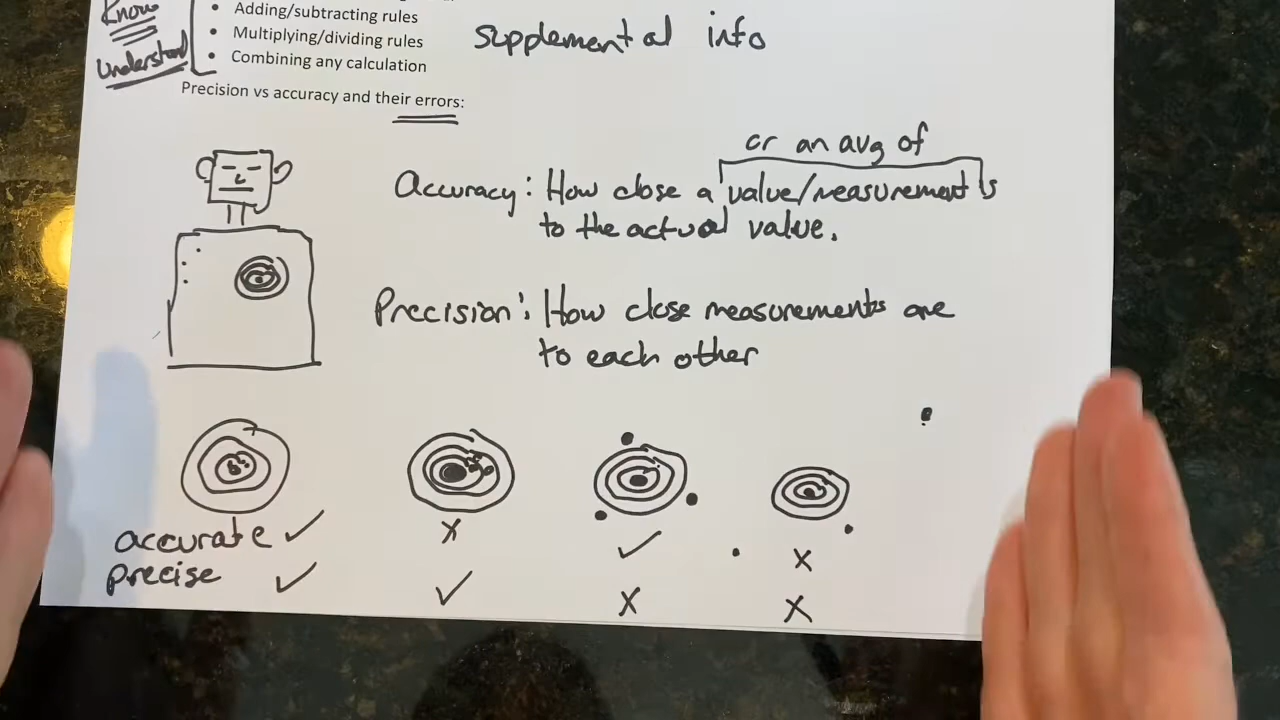 Know
Understand
• Adding/subtracting rules
• Multiplying/dividing rules
• Combining any calculation
supplemental info
Precision vs accuracy and their errors:
or an avg of
Accuracy: How close a value/measurement is
to the actual value.
Precision: How close measurements are
to each other
accurate ✓ x ✓ x
precise ✓ ✓ x x